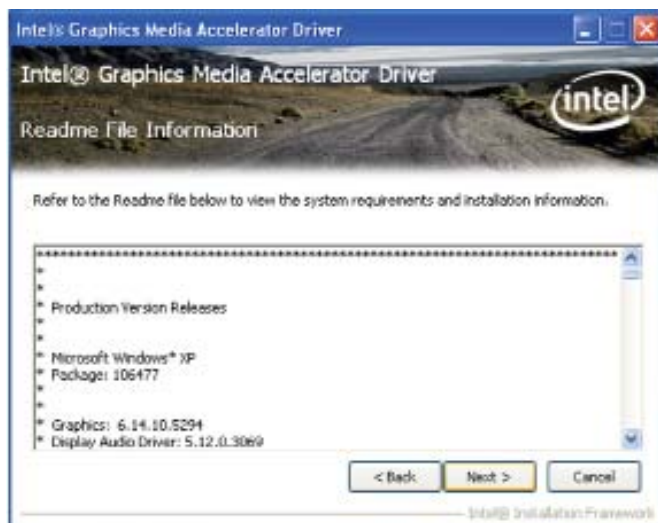 Intel® Graphics Media Accelerator Driver
Intel® Graphics Media Accelerator Driver
intel
Readme File Information
Refer to the Readme file below to view the system requirements and installation information.
********************************************************************************
*
*
* Production Version Releases
*
*
* Microsoft Windows* XP
* Package: 106477
*
*
* Graphics: 6.14.10.5294
* Display Audio Driver: 5.12.0.3069
< Back
Next >
Cancel
Intel® Installation Framework